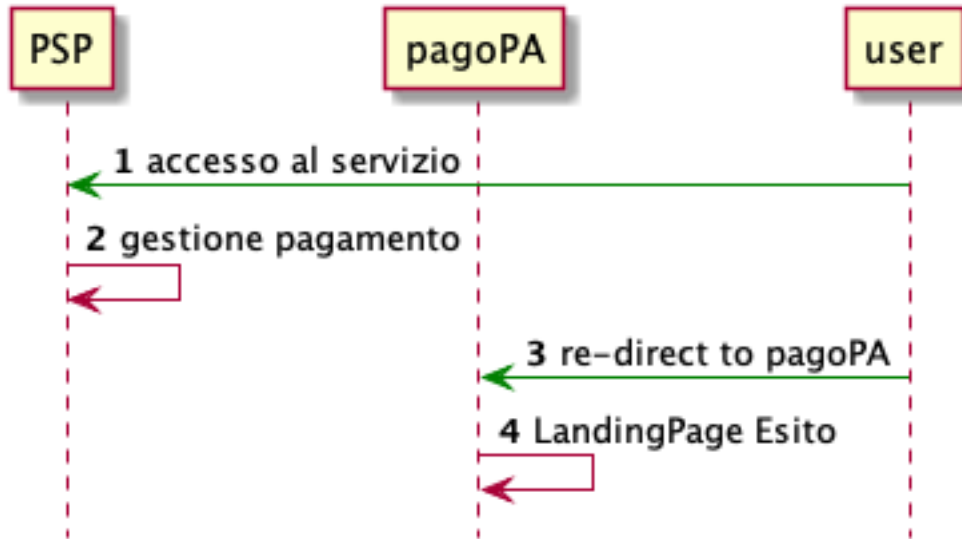 PSP
pagoPA
user
1 accesso al servizio
2 gestione pagamento
3 re-direct to pagoPA
4 LandingPage Esito